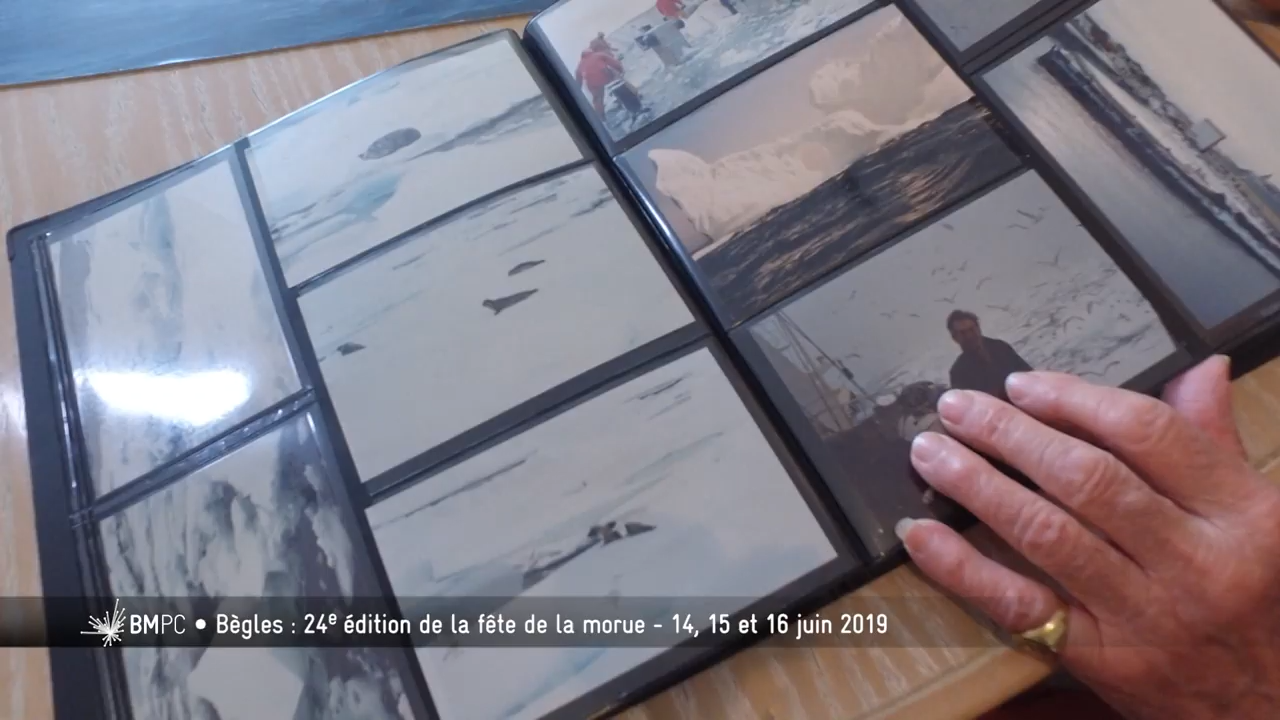 BMPC • Bègles : 24e édition de la fête de la morue - 14, 15 et 16 juin 2019